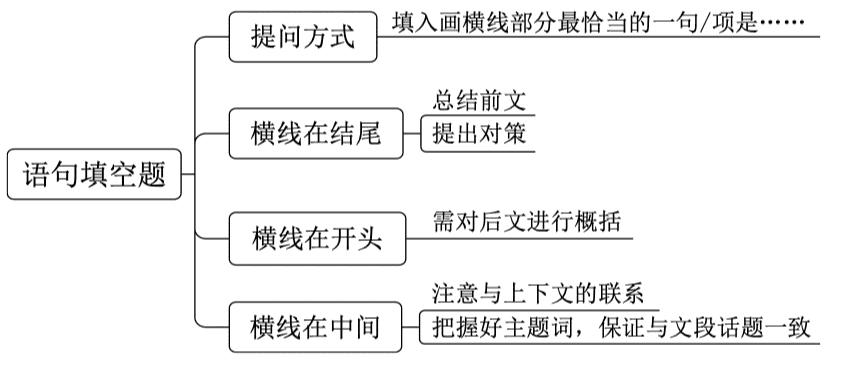 语句填空题
提问方式
填入画横线部分最恰当的一句/项是……
横线在结尾
总结前文
提出对策
横线在开头
需对后文进行概括
横线在中间
注意与上下文的联系
把握好主题词，保证与文段话题一致